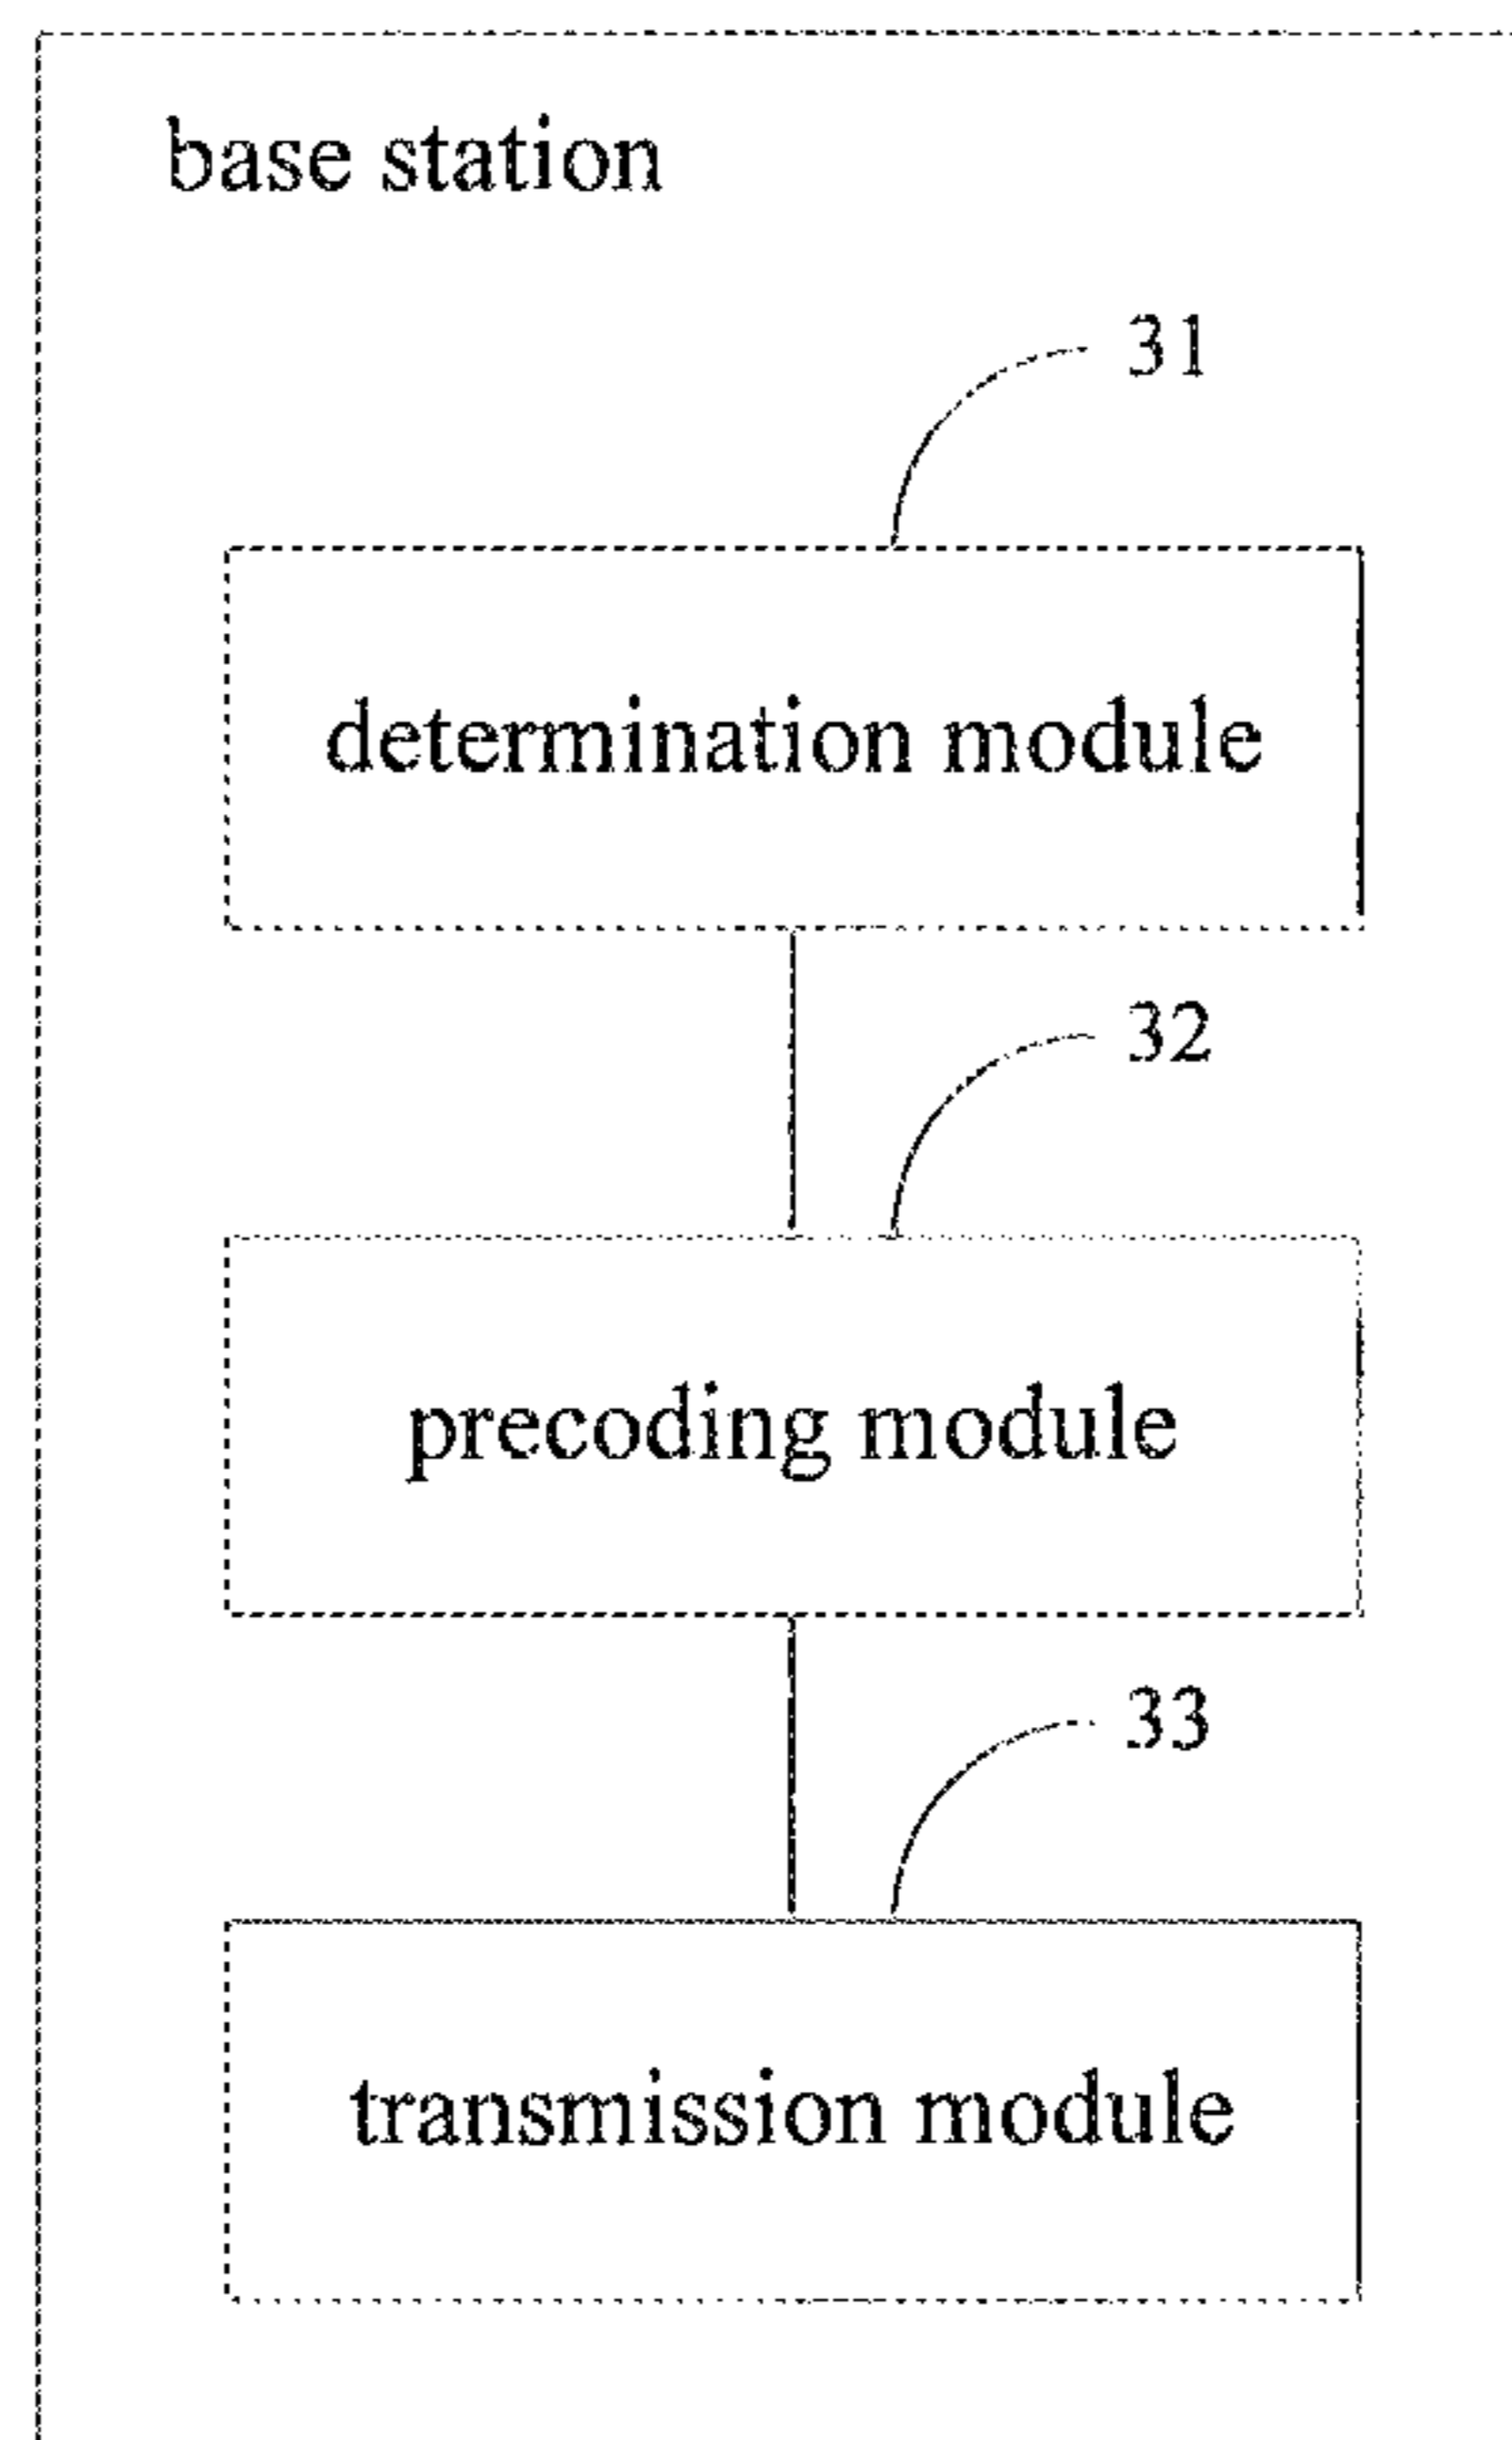 base station
31
determination module
32
precoding module
33
transmission module